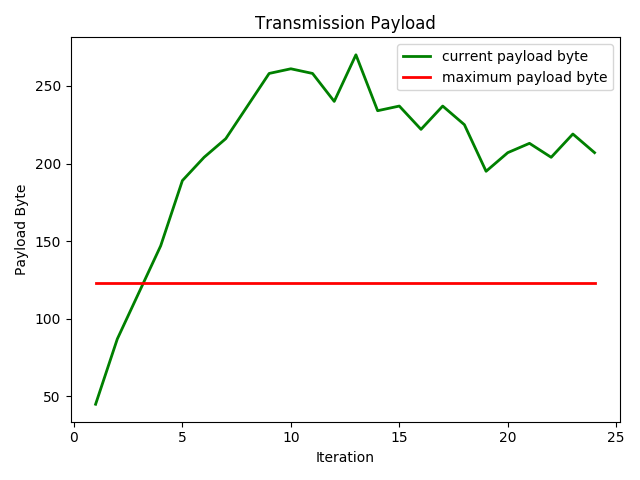 Transmission Payload
current payload byte
maximum payload byte
250
200
150
100
50
Payload Byte
0
5
10
15
20
25
Iteration